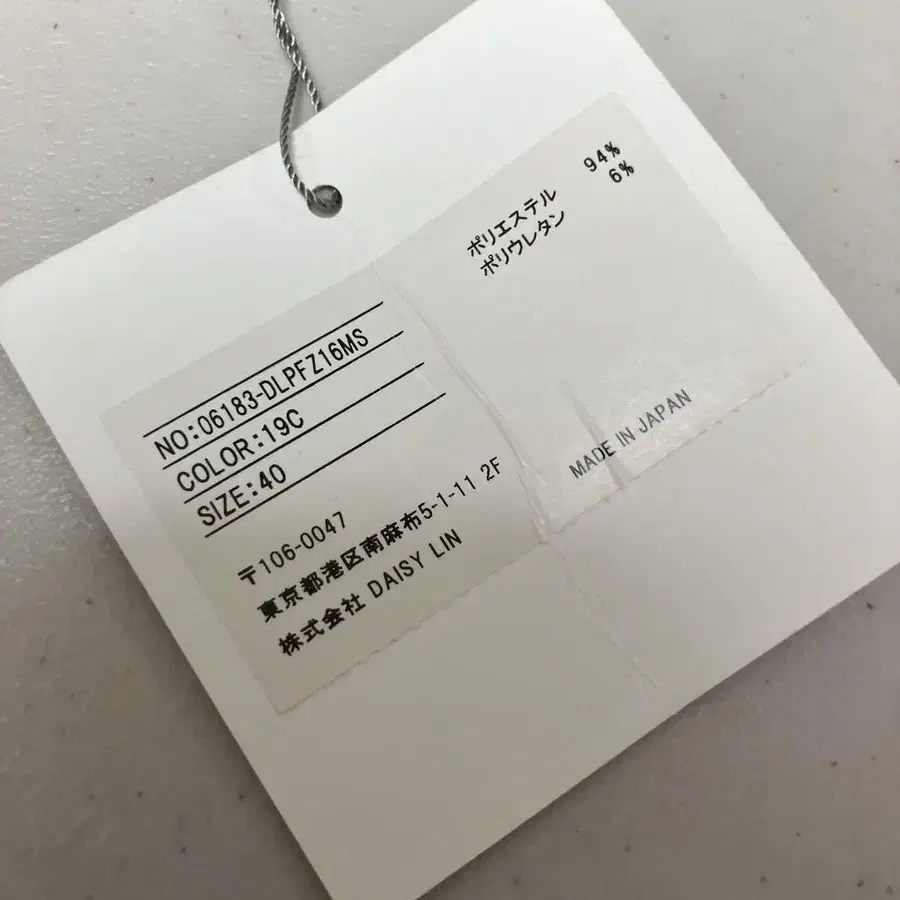 NO:06183-DLPFZ16MS
COLOR:19C
SIZE:40
〒106-0047
東京都港区南麻布5-1-11 2F
株式会社 DAISY LIN
ポリエステル 94%
ポリウレタン 6%
MADE IN JAPAN